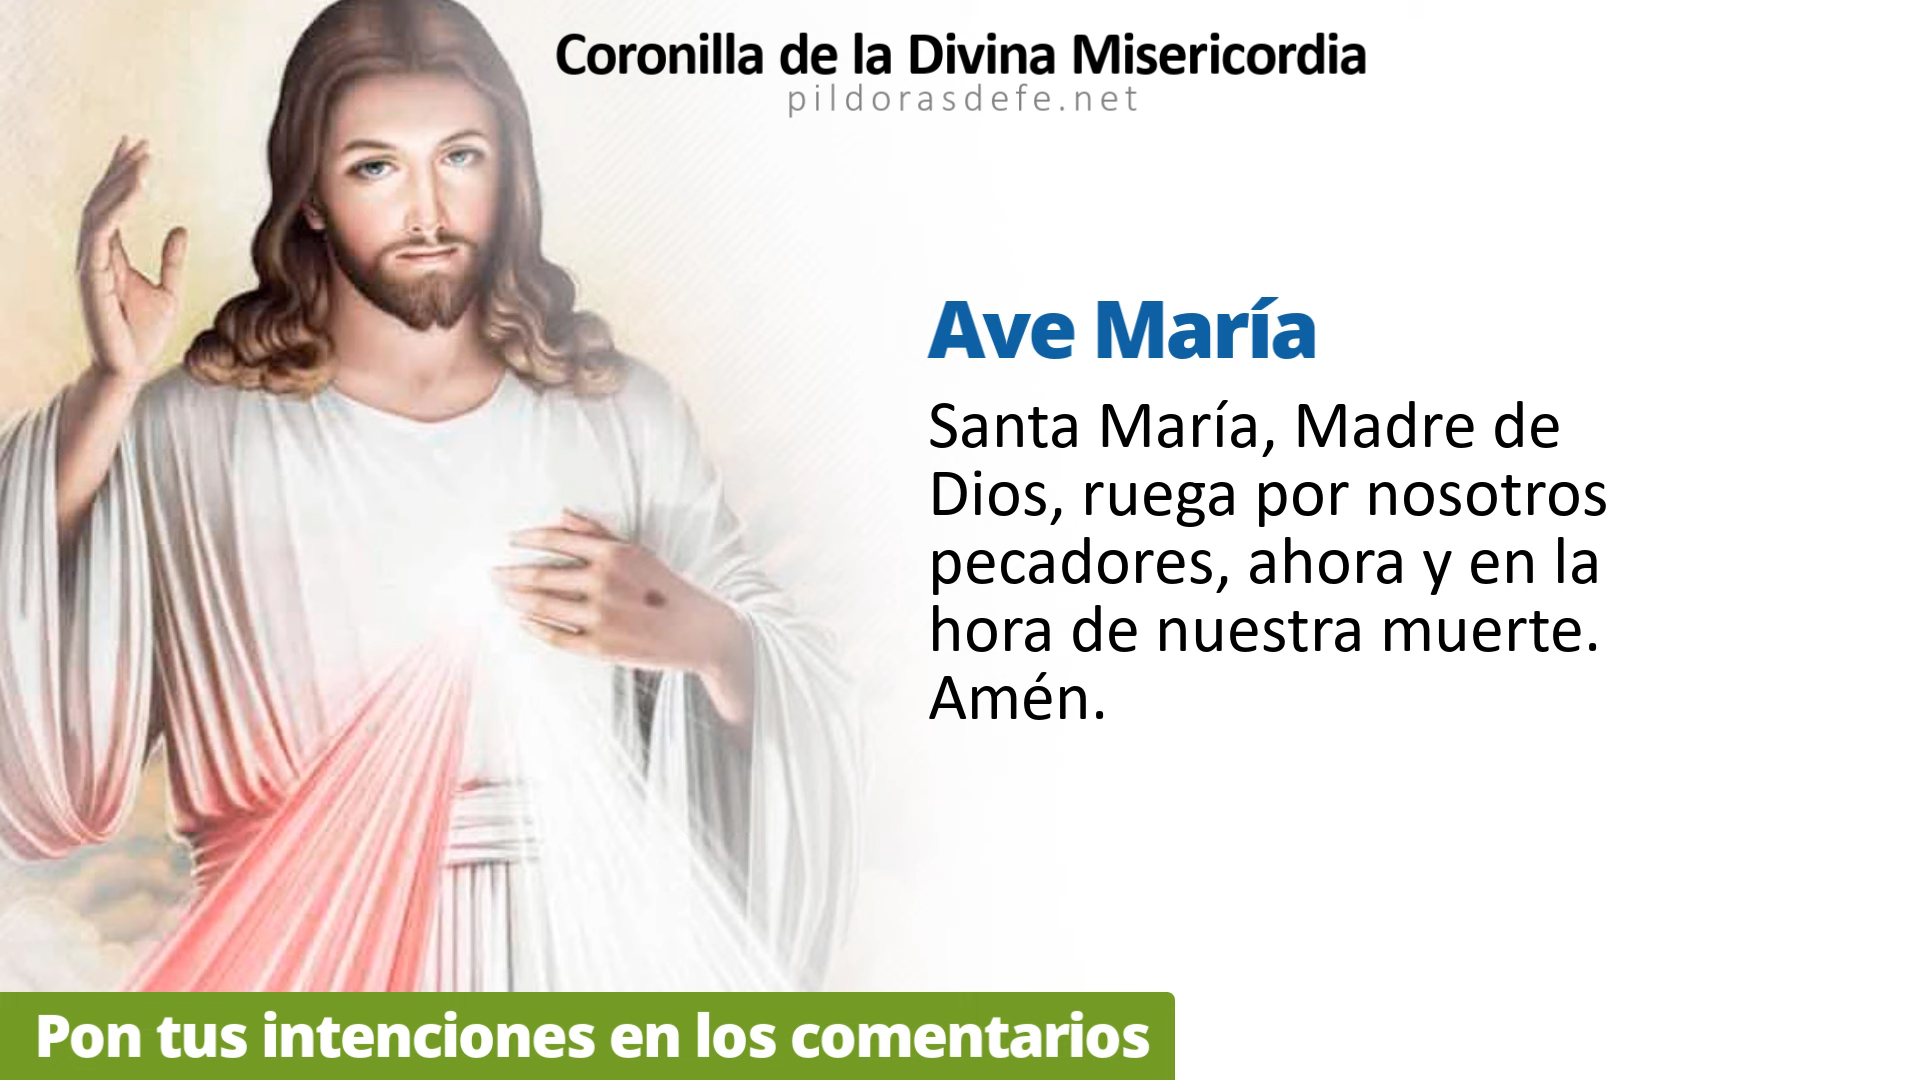 Coronilla de la Divina Misericordia
pildorasdefe.net
Ave María
Santa María, Madre de
Dios, ruega por nosotros
pecadores, ahora y en la
hora de nuestra muerte.
Amén.
Pon tus intenciones en los comentarios